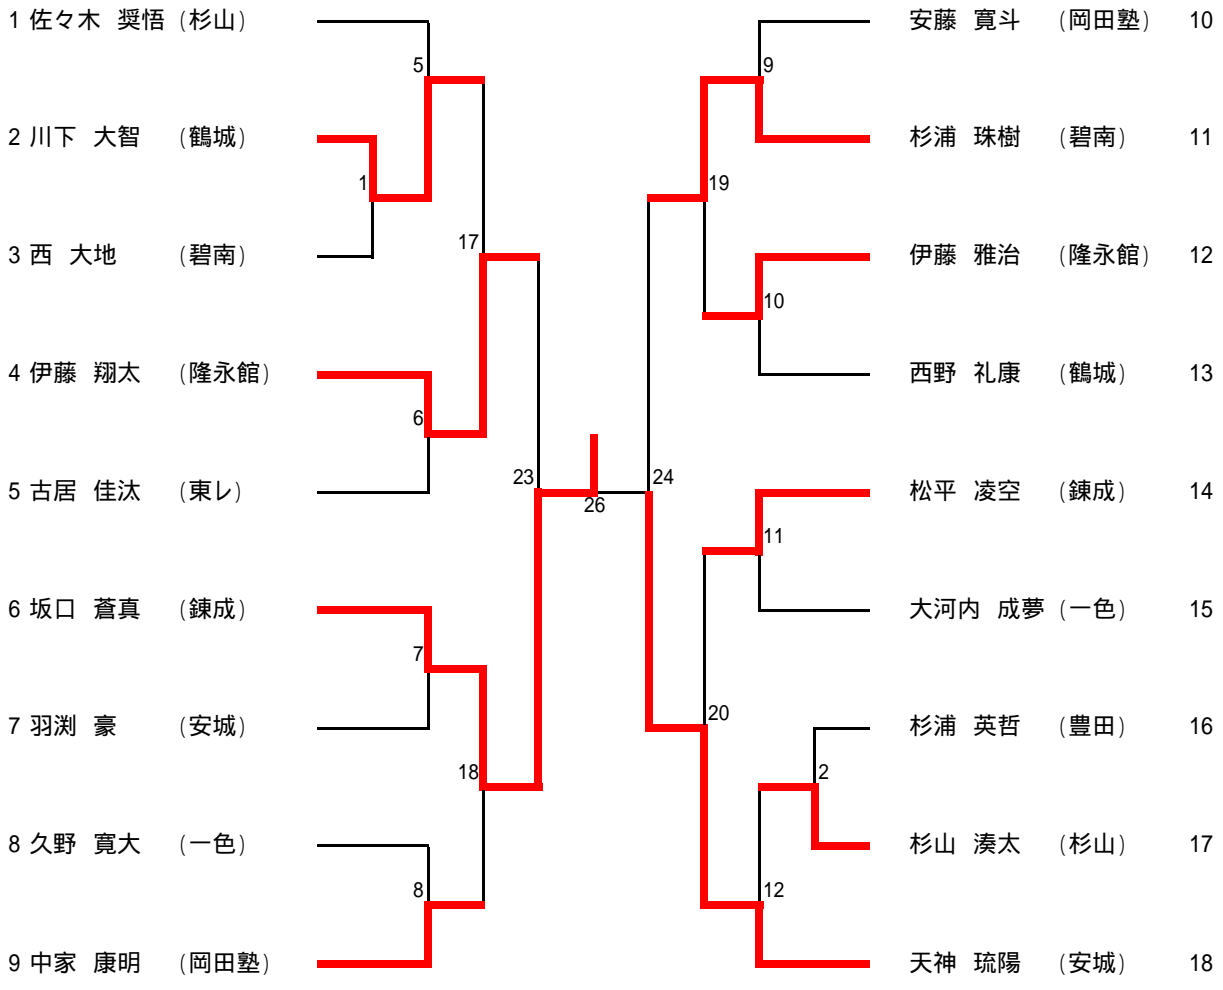 1 佐々木 奨悟 (杉山)
安藤 寛斗 (岡田塾) 10
5
9
2 川下 大智 (鶴城)
杉浦 珠樹 (碧南) 11
1
19
17
3 西 大地 (碧南)
伊藤 雅治 (隆永館) 12
10
4 伊藤 翔太 (隆永館)
西野 礼康 (鶴城) 13
6
23
24
5 古居 佳汰 (東レ)
松平 凌空 (錬成) 14
26
11
6 坂口 蒼真 (錬成)
大河内 成夢 (一色) 15
7
20
7 羽渕 豪 (安城)
杉浦 英哲 (豊田) 16
18
2
8 久野 寛大 (一色)
杉山 湊太 (杉山) 17
8
12
9 中家 康明 (岡田塾)
天神 琉陽 (安城) 18